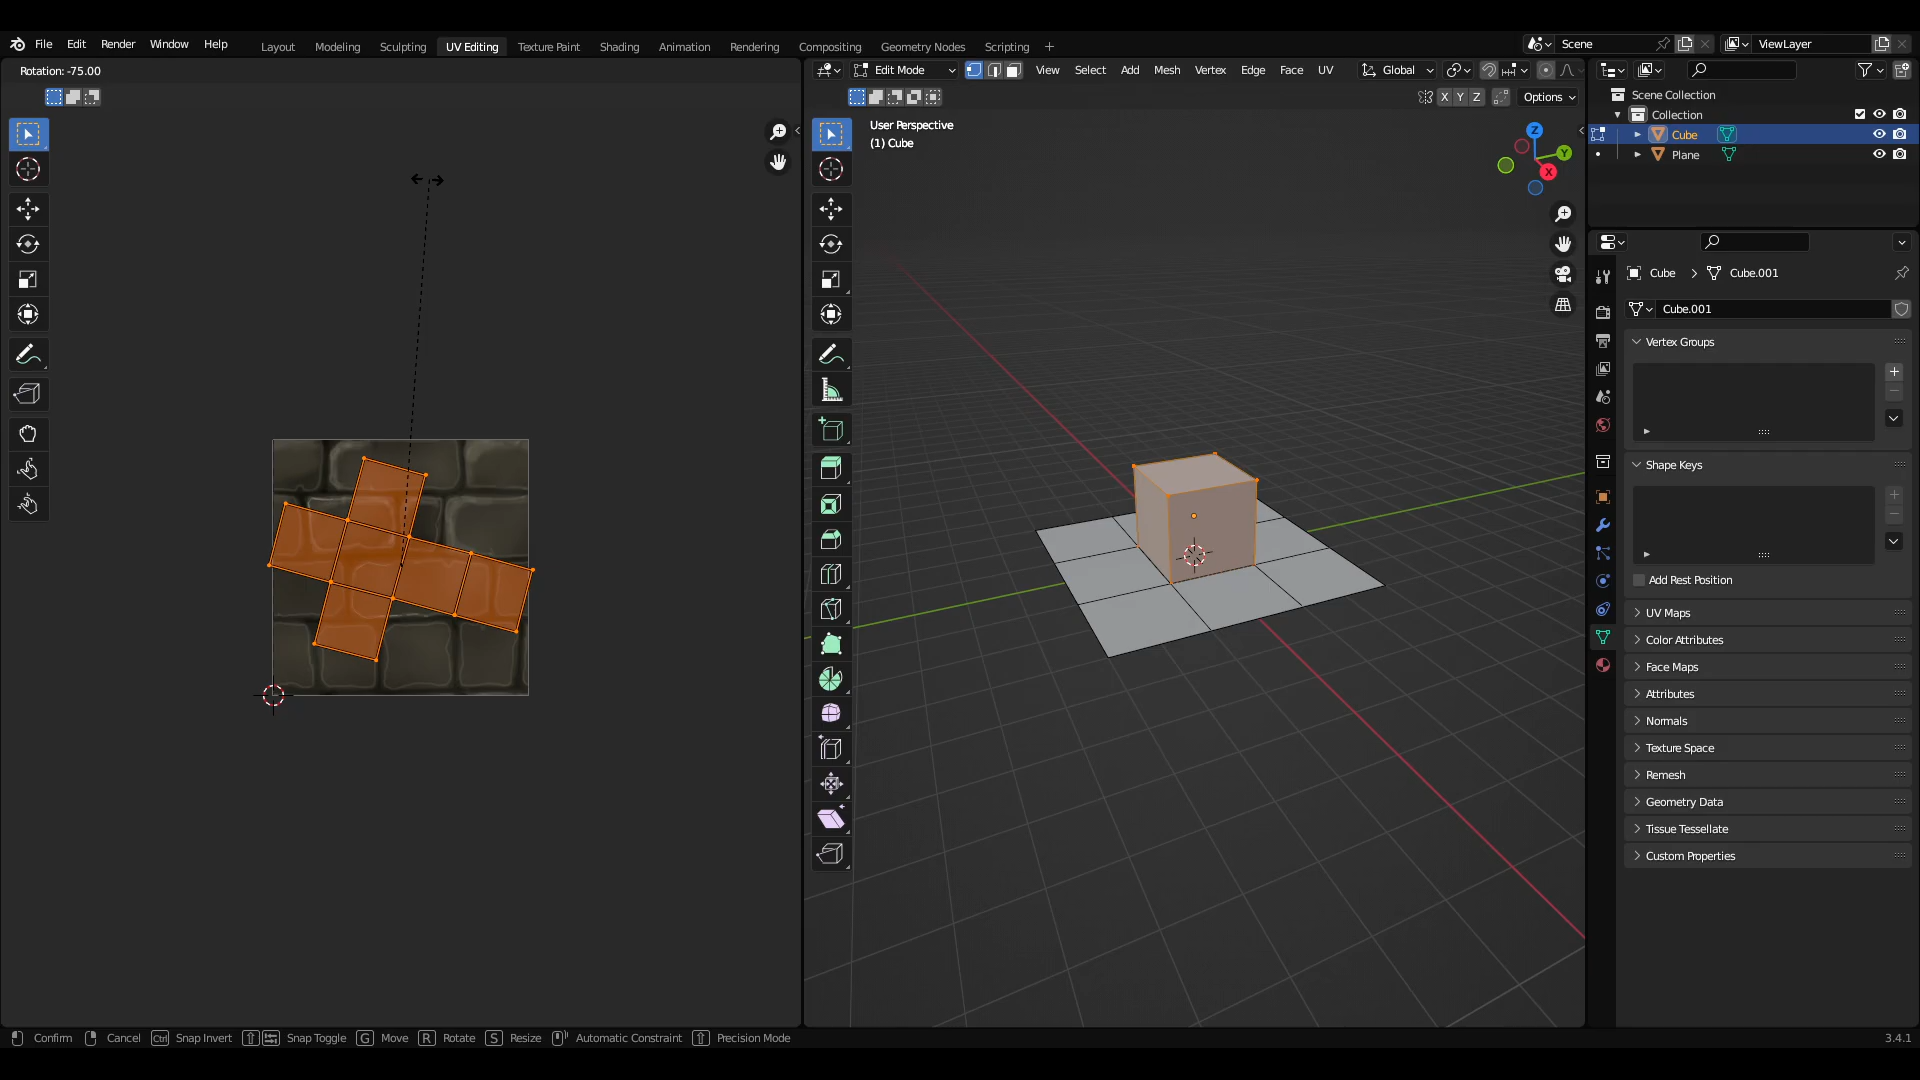 File Edit Render Window Help
Layout Modeling Sculpting UV Editing Texture Paint Shading Animation Rendering Compositing Geometry Nodes Scripting +
Scene
ViewLayer
Rotation: -75.00
Edit Mode
View Select Add Mesh Vertex Edge Face UV
Global
X Y Z
Options
User Perspective
(1) Cube
Z
Y
X
Scene Collection
Collection
Cube
Plane
Cube Cube.001
Cube.001
Vertex Groups
Shape Keys
Add Rest Position
UV Maps
Color Attributes
Face Maps
Attributes
Normals
Texture Space
Remesh
Geometry Data
Tissue Tessellate
Custom Properties
Confirm Cancel Ctrl Snap Invert Snap Toggle G Move R Rotate S Resize Automatic Constraint Precision Mode
3.4.1